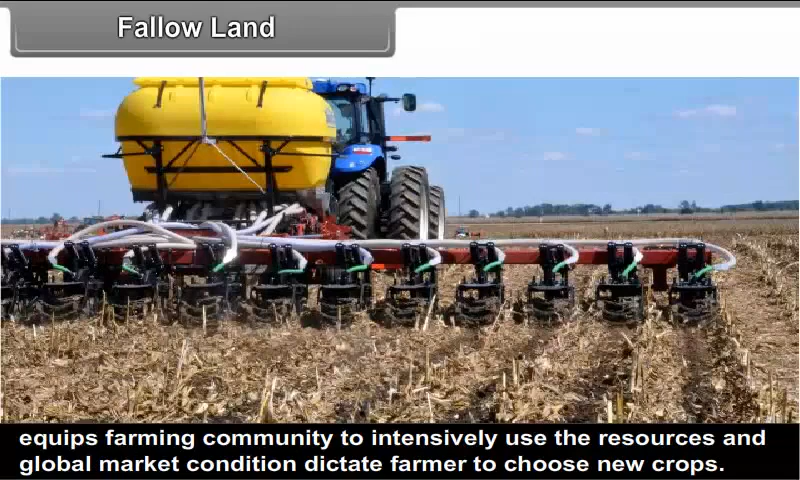 Fallow Land
equips farming community to intensively use the resources and
global market condition dictate farmer to choose new crops.